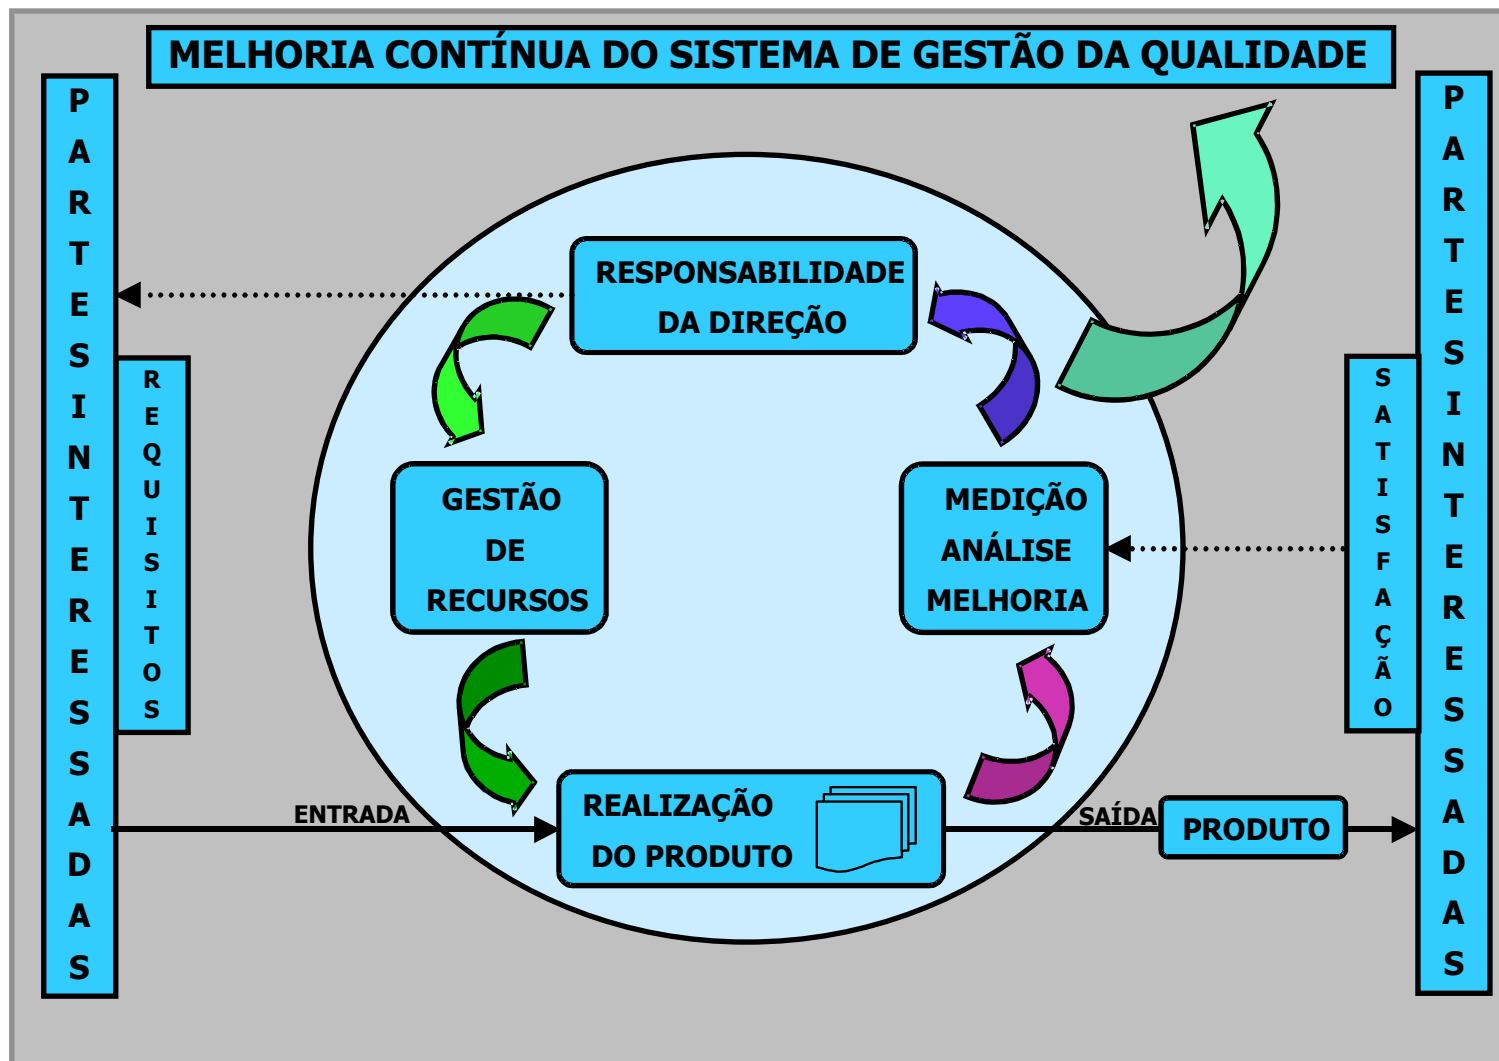 MELHORIA CONTÍNUA DO SISTEMA DE GESTÃO DA QUALIDADE
PARTES INTERESSADAS
REQUISITOS
RESPONSABILIDADE
DA DIREÇÃO
GESTÃO
DE
RECURSOS
MEDIÇÃO
ANÁLISE
MELHORIA
ENTRADA
REALIZAÇÃO
DO PRODUTO
SAÍDA
PRODUTO
SATISFAÇÃO
PARTES INTERESSADAS